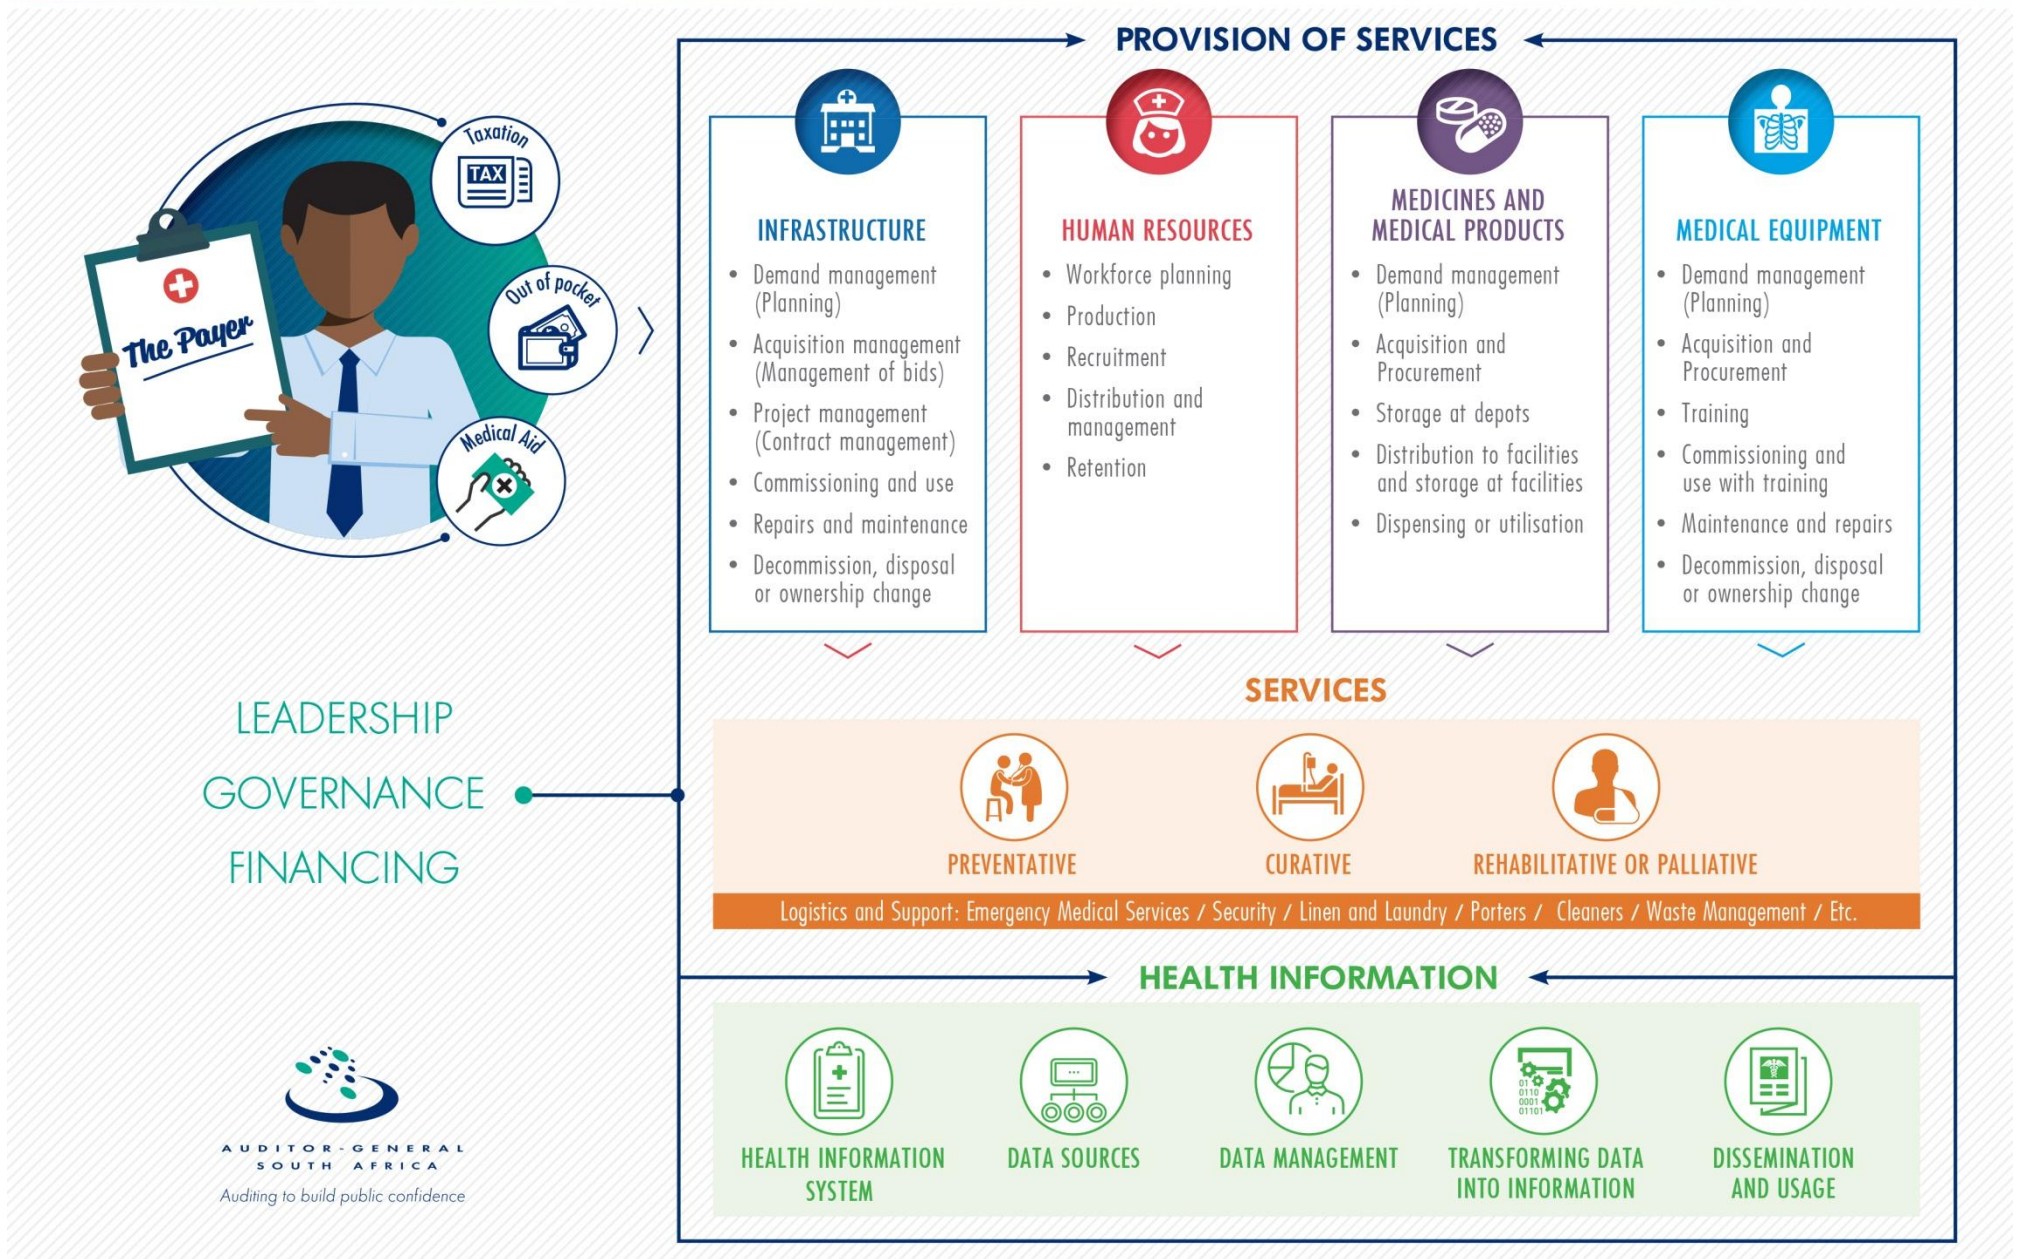 Taxation
TAX
Out of pocket
The Payer
Medical Aid
LEADERSHIP
GOVERNANCE
FINANCING
AUDITOR-GENERAL
SOUTH AFRICA
Auditing to build public confidence
PROVISION OF SERVICES
INFRASTRUCTURE
• Demand management
(Planning)
• Acquisition management
(Management of bids)
• Project management
(Contract management)
• Commissioning and use
• Repairs and maintenance
• Decommission, disposal
or ownership change
HUMAN RESOURCES
• Workforce planning
• Production
• Recruitment
• Distribution and
management
• Retention
MEDICINES AND
MEDICAL PRODUCTS
• Demand management
(Planning)
• Acquisition and
Procurement
• Storage at depots
• Distribution to facilities
and storage at facilities
• Dispensing or utilisation
MEDICAL EQUIPMENT
• Demand management
(Planning)
• Acquisition and
Procurement
• Training
• Commissioning and
use with training
• Maintenance and repairs
• Decommission, disposal
or ownership change
SERVICES
PREVENTATIVE
CURATIVE
REHABILITATIVE OR PALLIATIVE
Logistics and Support: Emergency Medical Services / Security / Linen and Laundry / Porters / Cleaners / Waste Management / Etc.
HEALTH INFORMATION
HEALTH INFORMATION
SYSTEM
DATA SOURCES
DATA MANAGEMENT
01
0110
0001
01101
TRANSFORMING DATA
INTO INFORMATION
DISSEMINATION
AND USAGE